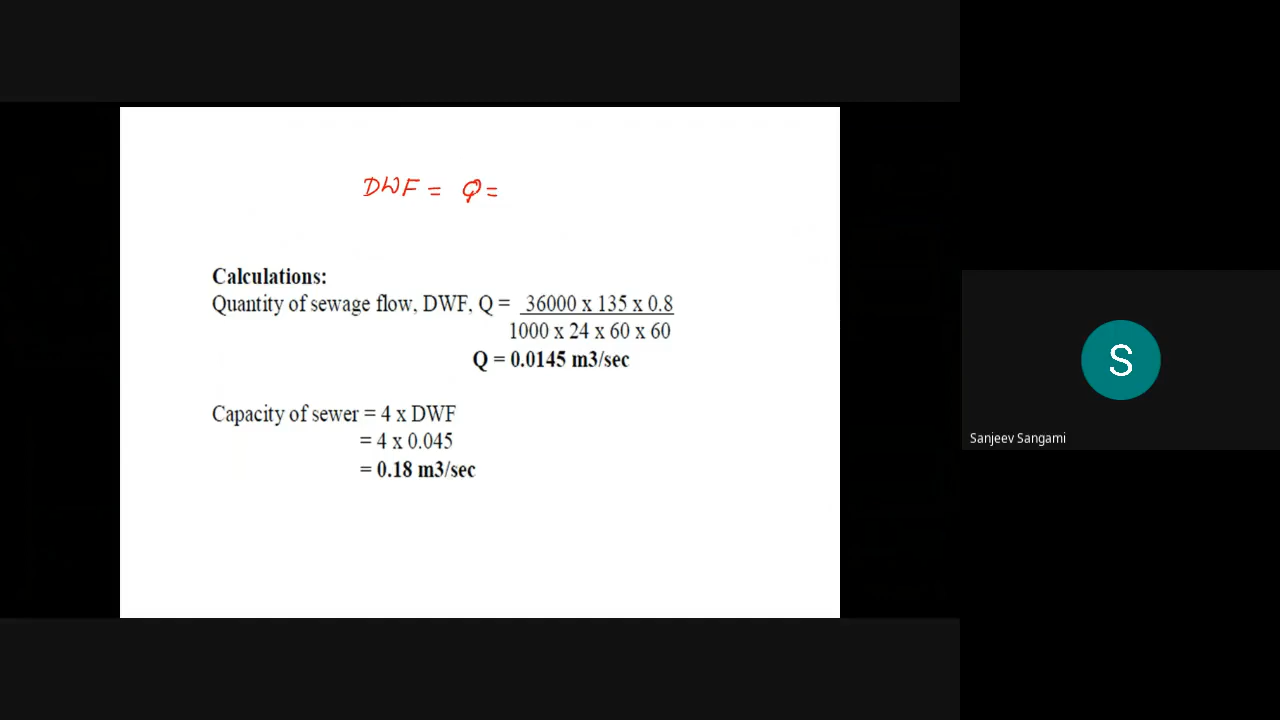 DWF = Q =
Calculations:
Quantity of sewage flow, DWF, Q = 36000 x 135 x 0.8
1000 x 24 x 60 x 60
Q = 0.0145 m3/sec
Capacity of sewer = 4 x DWF
= 4 x 0.045
= 0.18 m3/sec
S
Sanjeev Sangami